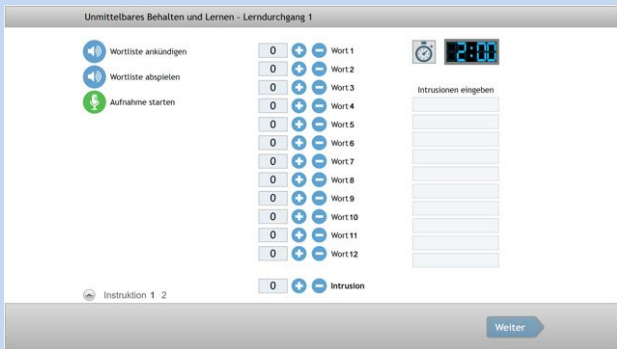 Unmittelbares Behalten und Lernen - Lerndurchgang 1
Wortliste ankündigen
Wortliste abspielen
Aufnahme starten
0 Wort 1
0 Wort 2
0 Wort 3
0 Wort 4
0 Wort 5
0 Wort 6
0 Wort 7
0 Wort 8
0 Wort 9
0 Wort 10
0 Wort 11
0 Wort 12
0 Intrusion
2:00
Intrusionen eingeben
Instruktion 1 2
Weiter